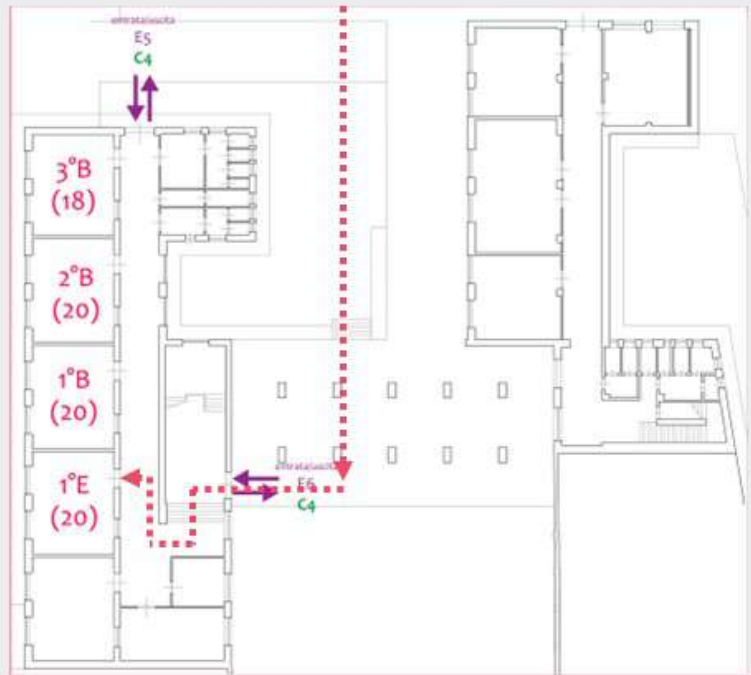 entrata/uscita
E5
C4
3°B
(18)
2°B
(20)
1°B
(20)
1°E
(20)
entrata/uscita
E6
C4